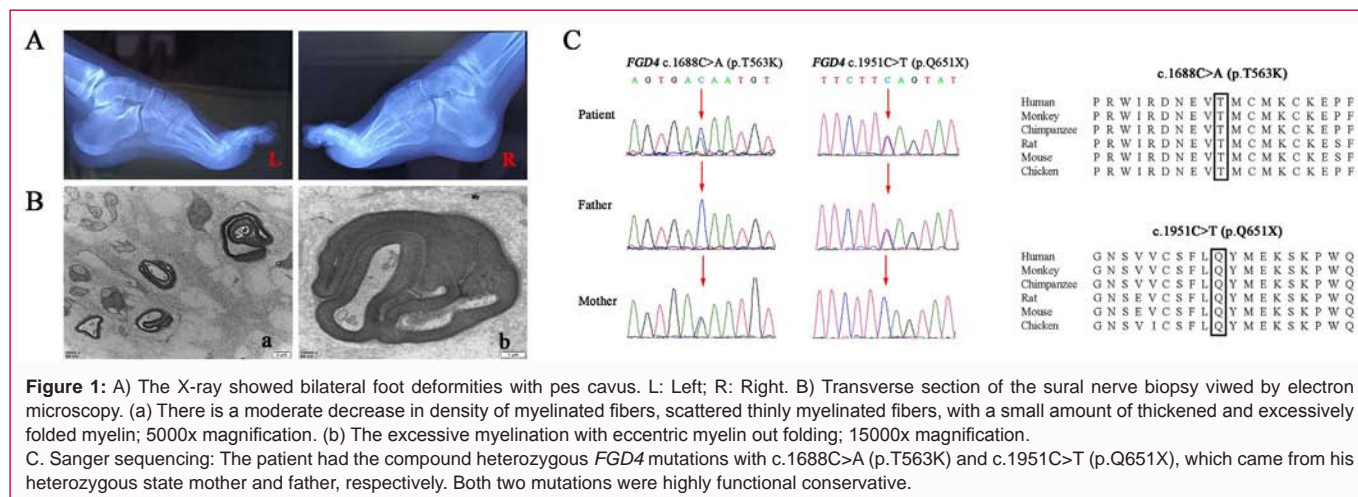 A
L
R
B
a
b
C
FGD4 c.1688C>A (p.T563K)
A G T G A C A A T G T
FGD4 c.1951C>T (p.Q651X)
T T C T T C A G T A T
Patient
Father
Mother
c.1688C>A (p.T563K)
Human P R W I R D N E V T M C M K C K E P F
Monkey P R W I R D N E V T M C M K C K E P F
Chimpanzee P R W I R D N E V T M C M K C K E P F
Rat P R W I R D N E V T M C M K C K E S F
Mouse P R W I R D N E V T M C M K C K E S F
Chicken P R W I R D N E V T M C M K C K E P F
c.1951C>T (p.Q651X)
Human G N S V V C S F L Q Y M E K S K P W Q
Monkey G N S V V C S F L Q Y M E K S K P W Q
Chimpanzee G N S V V C S F L Q Y M E K S K P W Q
Rat G N S E V C S F L Q Y M E K S K P W Q
Mouse G N S E V C S F L Q Y M E K S K P W Q
Chicken G N S V I C S F L Q Y M E K S K P W Q
Figure 1: A) The X-ray showed bilateral foot deformities with pes cavus. L: Left; R: Right. B) Transverse section of the sural nerve biopsy viwed by electron
microscopy. (a) There is a moderate decrease in density of myelinated fibers, scattered thinly myelinated fibers, with a small amount of thickened and excessively
folded myelin; 5000x magnification. (b) The excessive myelination with eccentric myelin out folding; 15000x magnification.
C. Sanger sequencing: The patient had the compound heterozygous FGD4 mutations with c.1688C>A (p.T563K) and c.1951C>T (p.Q651X), which came from his
heterozygous state mother and father, respectively. Both two mutations were highly functional conservative.